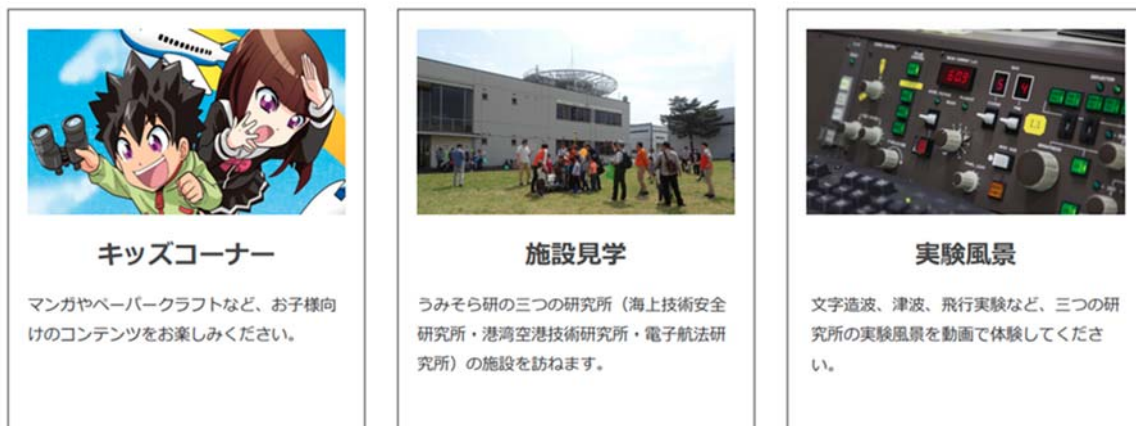 キッズコーナー
マンガやペーパークラフトなど、お子様向
けのコンテンツをお楽しみください。
施設見学
うみそら研の三つの研究所（海上技術安全
研究所・港湾空港技術研究所・電子航法研
究所）の施設を訪ねます。
実験風景
文字造波、津波、飛行実験など、三つの研
究所の実験風景を動画で体験してくださ
い。